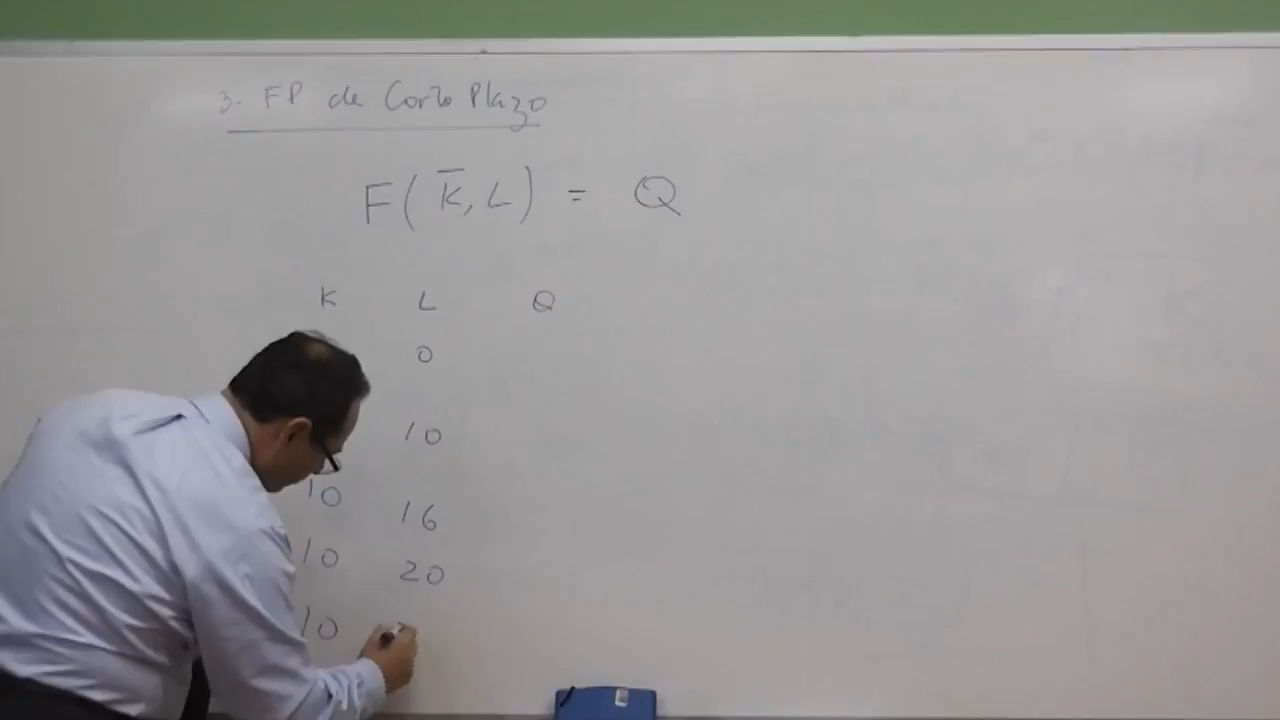 3- FP de Corto Plazo
F( K̅, L ) = Q
K L Q
0
10
10 16
10 20
10